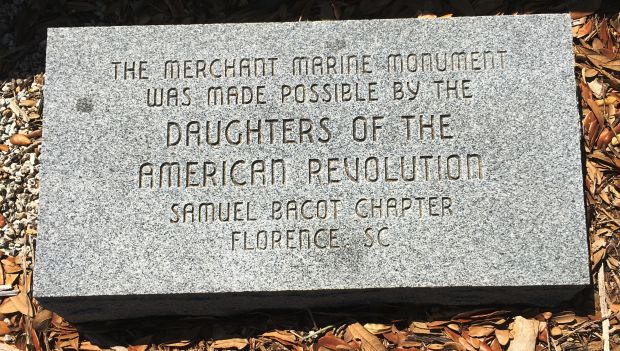 THE MERCHANT MARINE MONUMENT
WAS MADE POSSIBLE BY THE
DAUGHTERS OF THE
AMERICAN REVOLUTION
SAMUEL BACOT CHAPTER
FLORENCE, SC